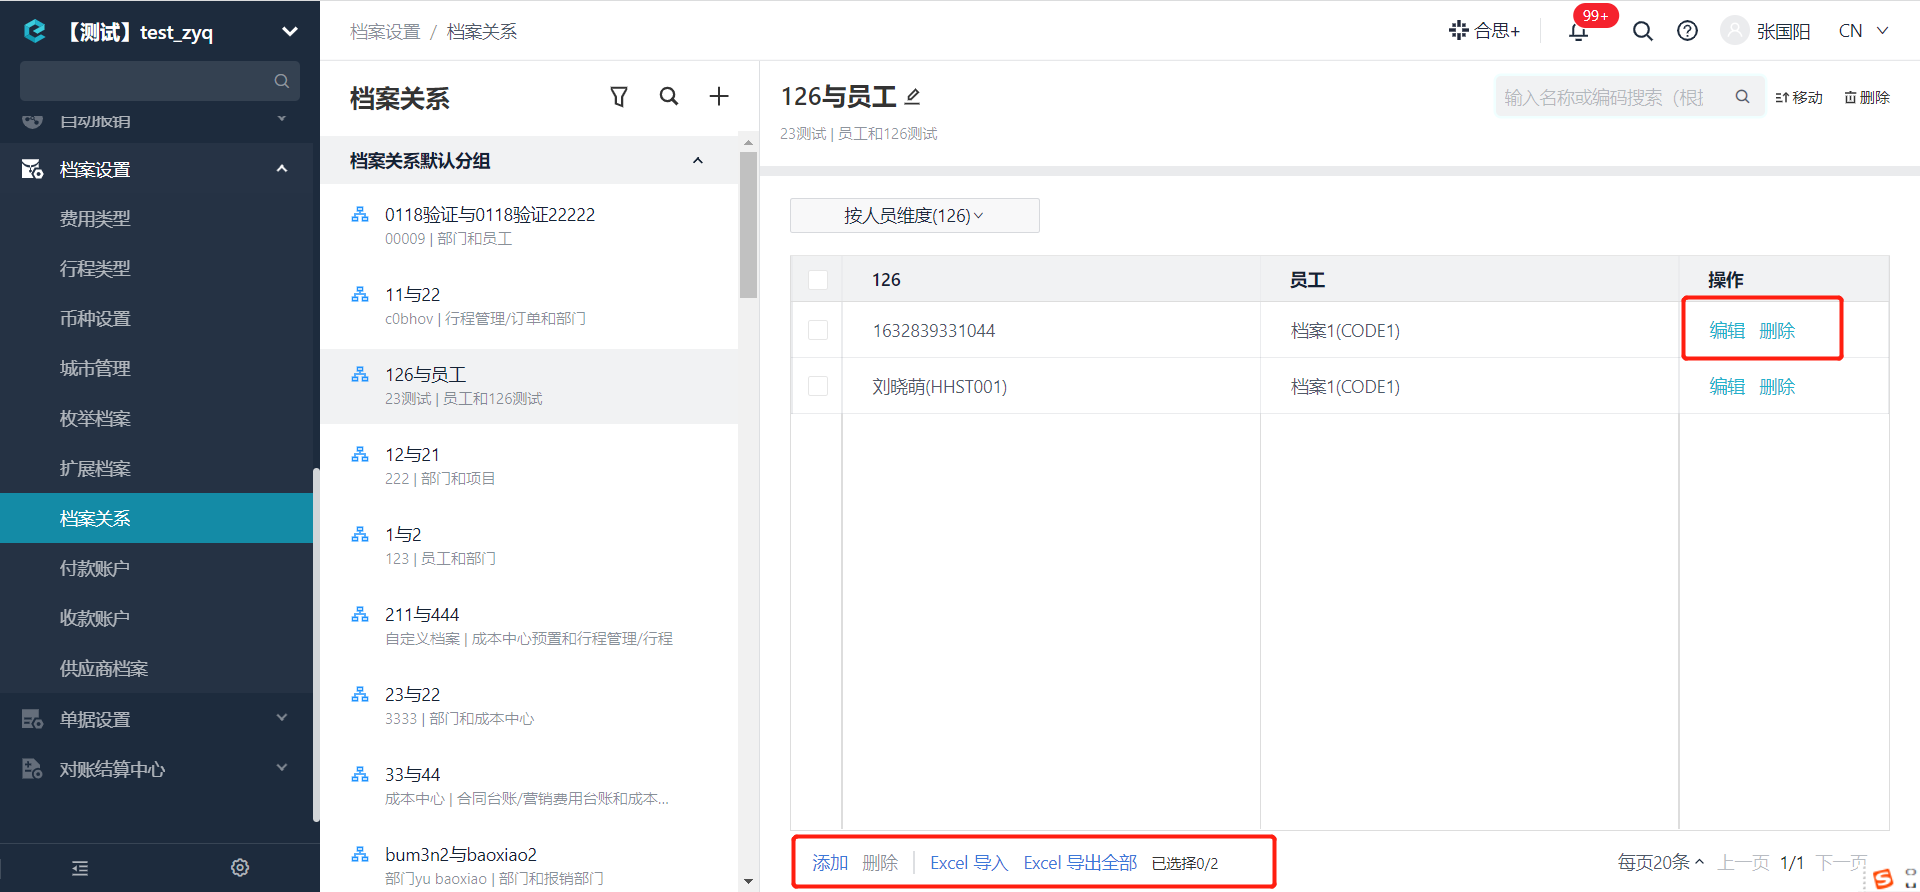 【测试】test_zyq
自动报销
档案设置
费用类型
行程类型
币种设置
城市管理
枚举档案
扩展档案
档案关系
付款账户
收款账户
供应商档案
单据设置
对账结算中心
档案设置 / 档案关系
合思+
99+
张国阳
CN
档案关系
档案关系默认分组
0118验证与0118验证22222
00009 | 部门和员工
11与22
c0bhov | 行程管理/订单和部门
126与员工
23测试 | 员工和126测试
12与21
222 | 部门和项目
1与2
123 | 员工和部门
211与444
自定义档案 | 成本中心预置和行程管理/行程
23与22
3333 | 部门和成本中心
33与44
成本中心 | 合同台账/营销费用台账和成本...
bum3n2与baoxiao2
部门yu baoxiao | 部门和报销部门
126与员工
23测试 | 员工和126测试
输入名称或编码搜索（根据
移动
删除
按人员维度(126)
126 员工 操作
1632839331044 档案1(CODE1) 编辑 删除
刘晓萌(HHST001) 档案1(CODE1) 编辑 删除
添加 删除 Excel 导入 Excel 导出全部 已选择0/2
每页20条 上一页 1/1 下一页